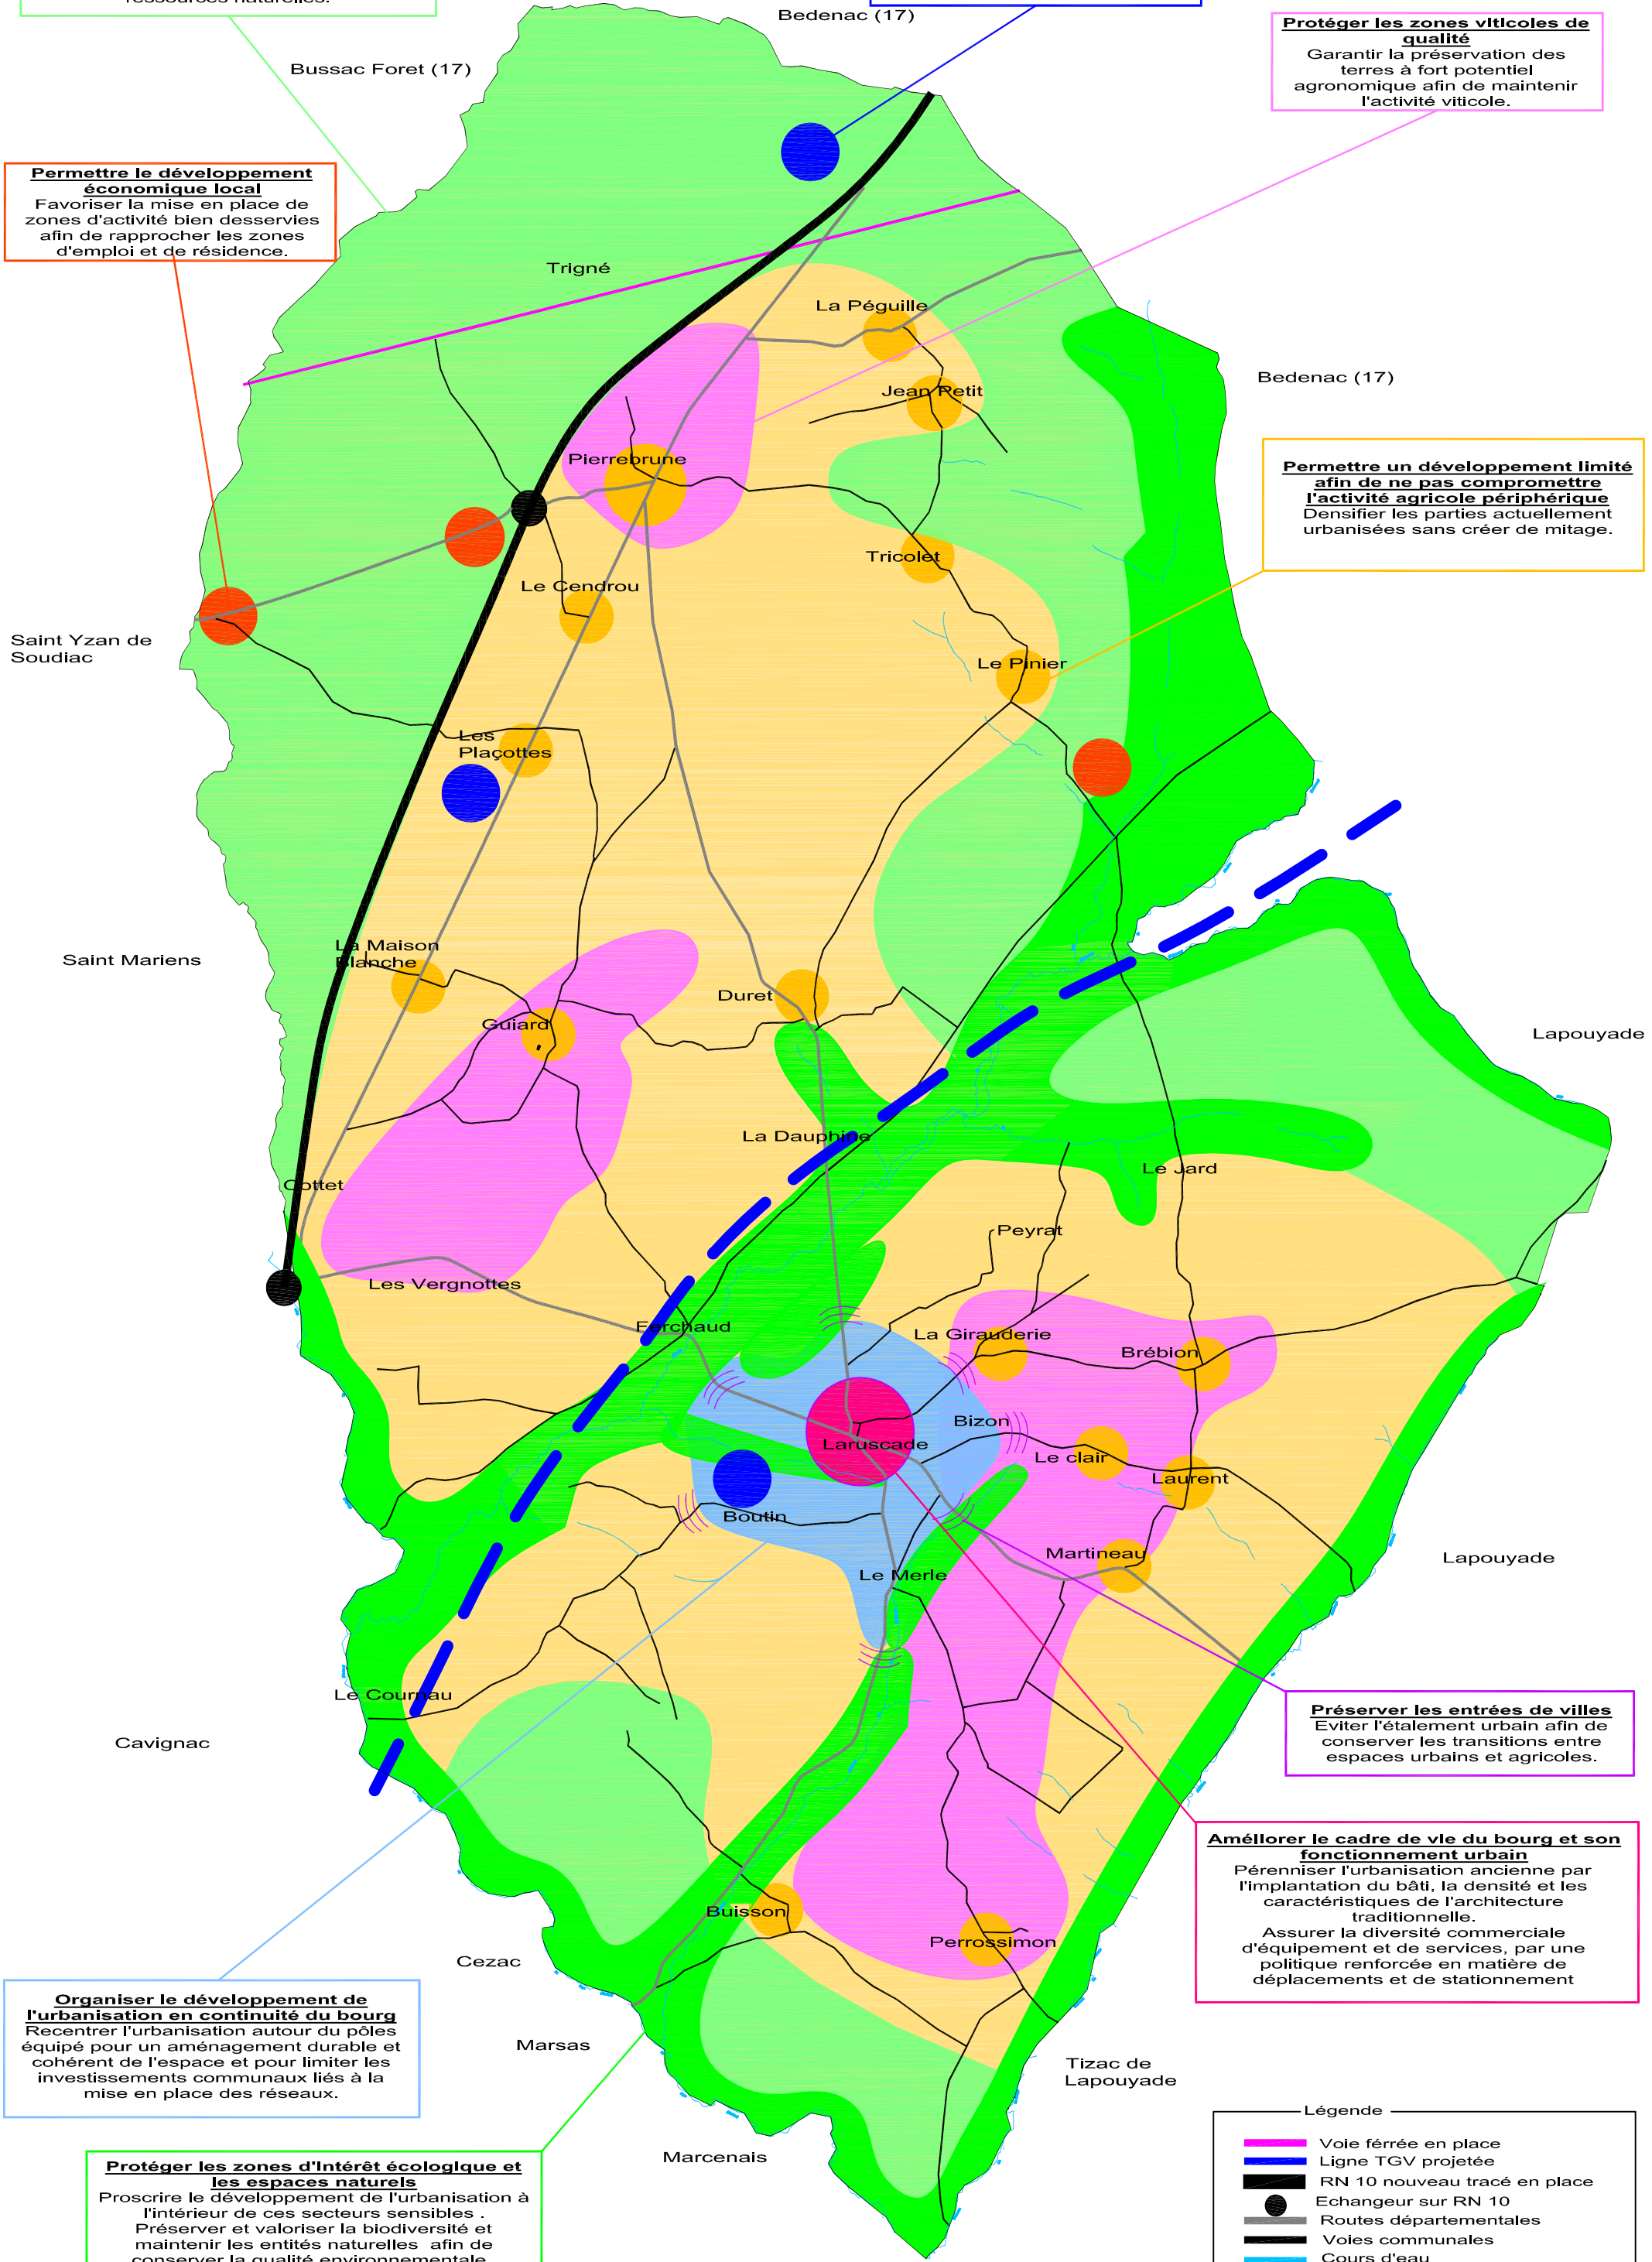 ressources naturelles.
Bedenac (17)
Bussac Foret (17)
Protéger les zones viticoles de
qualité
Garantir la préservation des
terres à fort potentiel
agronomique afin de maintenir
l'activité viticole.
Permettre le développement
économique local
Favoriser la mise en place de
zones d'activité bien desservies
afin de rapprocher les zones
d'emploi et de résidence.
Trigné
La Péguille
Bedenac (17)
Jean Petit
Pierrebrune
Permettre un développement limité
afin de ne pas compromettre
l'activité agricole périphérique
Densifier les parties actuellement
urbanisées sans créer de mitage.
Tricolet
Le Cendrou
Saint Yzan de
Soudiac
Le Pinier
Les
Plaçottes
La Maison
Blanche
Saint Mariens
Duret
Guiard
Lapouyade
La Dauphine
Le Jard
Cottet
Peyrat
Les Vergnottes
Ferchaud
La Girauderie
Brébion
Bizon
Laruscade
Le clair
Laurent
Boutin
Martineau
Lapouyade
Le Merle
Le Cournau
Préserver les entrées de villes
Eviter l'étalement urbain afin de
conserver les transitions entre
espaces urbains et agricoles.
Cavignac
Améliorer le cadre de vie du bourg et son
fonctionnement urbain
Pérenniser l'urbanisation ancienne par
l'implantation du bâti, la densité et les
caractéristiques de l'architecture
traditionnelle.
Assurer la diversité commerciale
d'équipement et de services, par une
politique renforcée en matière de
déplacements et de stationnement
Buisson
Perrossimon
Cezac
Organiser le développement de
l'urbanisation en continuité du bourg
Recentrer l'urbanisation autour du pôles
équipé pour un aménagement durable et
cohérent de l'espace et pour limiter les
investissements communaux liés à la
mise en place des réseaux.
Marsas
Tizac de
Lapouyade
Marcenais
Protéger les zones d'intérêt écologique et
les espaces naturels
Proscrire le développement de l'urbanisation à
l'intérieur de ces secteurs sensibles .
Préserver et valoriser la biodiversité et
maintenir les entités naturelles afin de
conserver la qualité environnementale
Légende
Voie férrée en place
Ligne TGV projetée
RN 10 nouveau tracé en place
Echangeur sur RN 10
Routes départementales
Voies communales
Cours d'eau